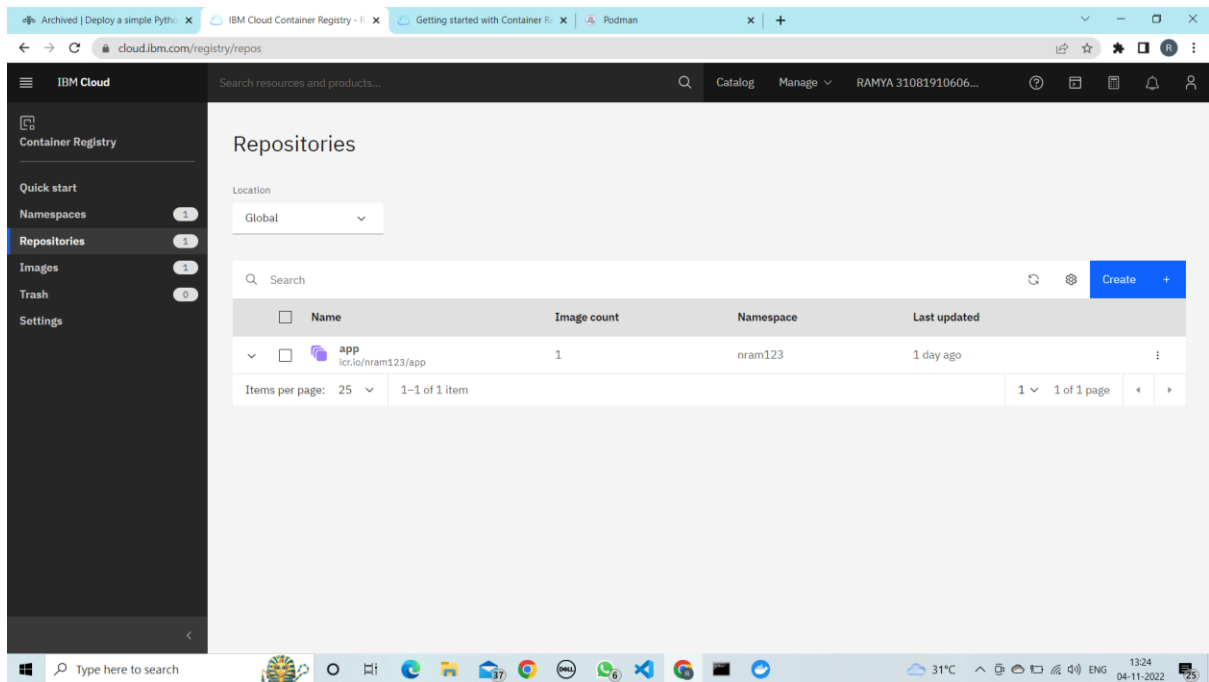 Archived | Deploy a simple Pytho
IBM Cloud Container Registry - R
Getting started with Container Re
Podman
cloud.ibm.com/registry/repos
R
IBM Cloud
Search resources and products...
Catalog
Manage
RAMYA 31081910606...
Container Registry
Quick start
Namespaces 1
Repositories 1
Images 1
Trash 0
Settings
Repositories
Location
Global
Search
Create +
Name Image count Namespace Last updated
app 1 nram123 1 day ago
icr.io/nram123/app
Items per page: 25 1–1 of 1 item 1 1 of 1 page
Type here to search
37
DELL
6
31°C
ENG
13:24
04-11-2022
25